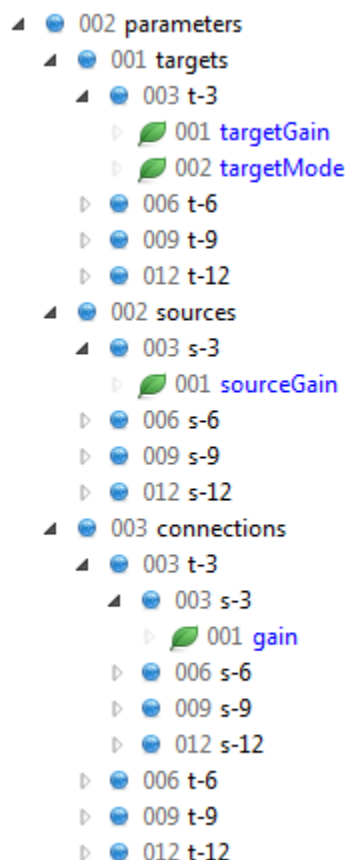 002 parameters
001 targets
003 t-3
001 targetGain
002 targetMode
006 t-6
009 t-9
012 t-12
002 sources
003 s-3
001 sourceGain
006 s-6
009 s-9
012 s-12
003 connections
003 t-3
003 s-3
001 gain
006 s-6
009 s-9
012 s-12
006 t-6
009 t-9
012 t-12